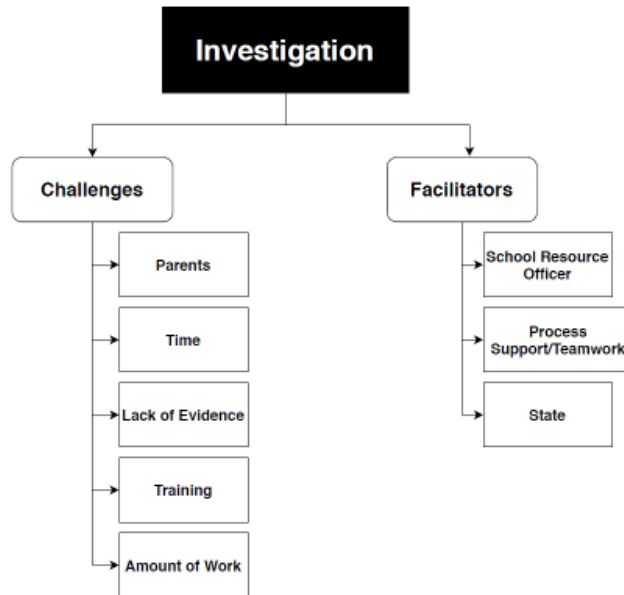 Investigation
Challenges
Parents
Time
Lack of Evidence
Training
Amount of Work
Facilitators
School Resource
Officer
Process
Support/Teamwork
State